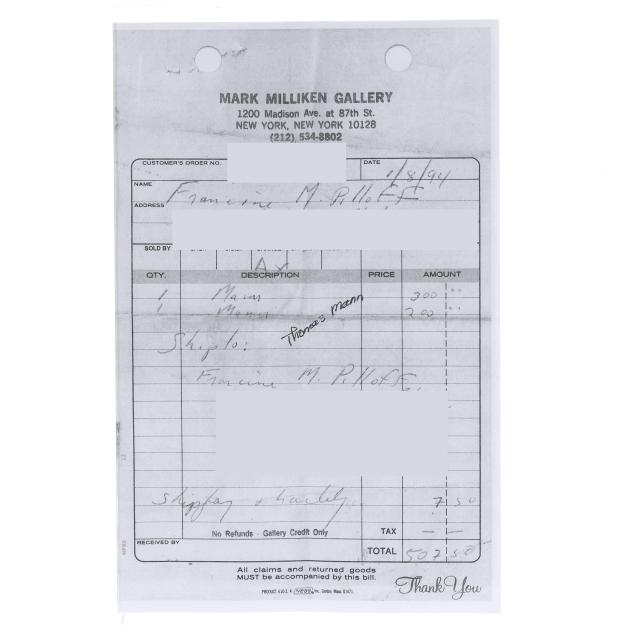 MARK MILLIKEN GALLERY
1200 Madison Ave. at 87th St.
NEW YORK, NEW YORK 10128
(212) 534-8802
CUSTOMER'S ORDER NO. DATE 1/8/94
NAME Francine M. Pilloff
ADDRESS
SOLD BY
QTY. DESCRIPTION PRICE AMOUNT
1 Mann 300
1 Mann 200
Thomas Mann
Ship to:
Francine M. Pilloff
Shipping + 7 50
No Refunds - Gallery Credit Only TAX — —
RECEIVED BY
TOTAL 507 50
All claims and returned goods
MUST be accompanied by this bill.
Thank You
PRODUCT 610-2